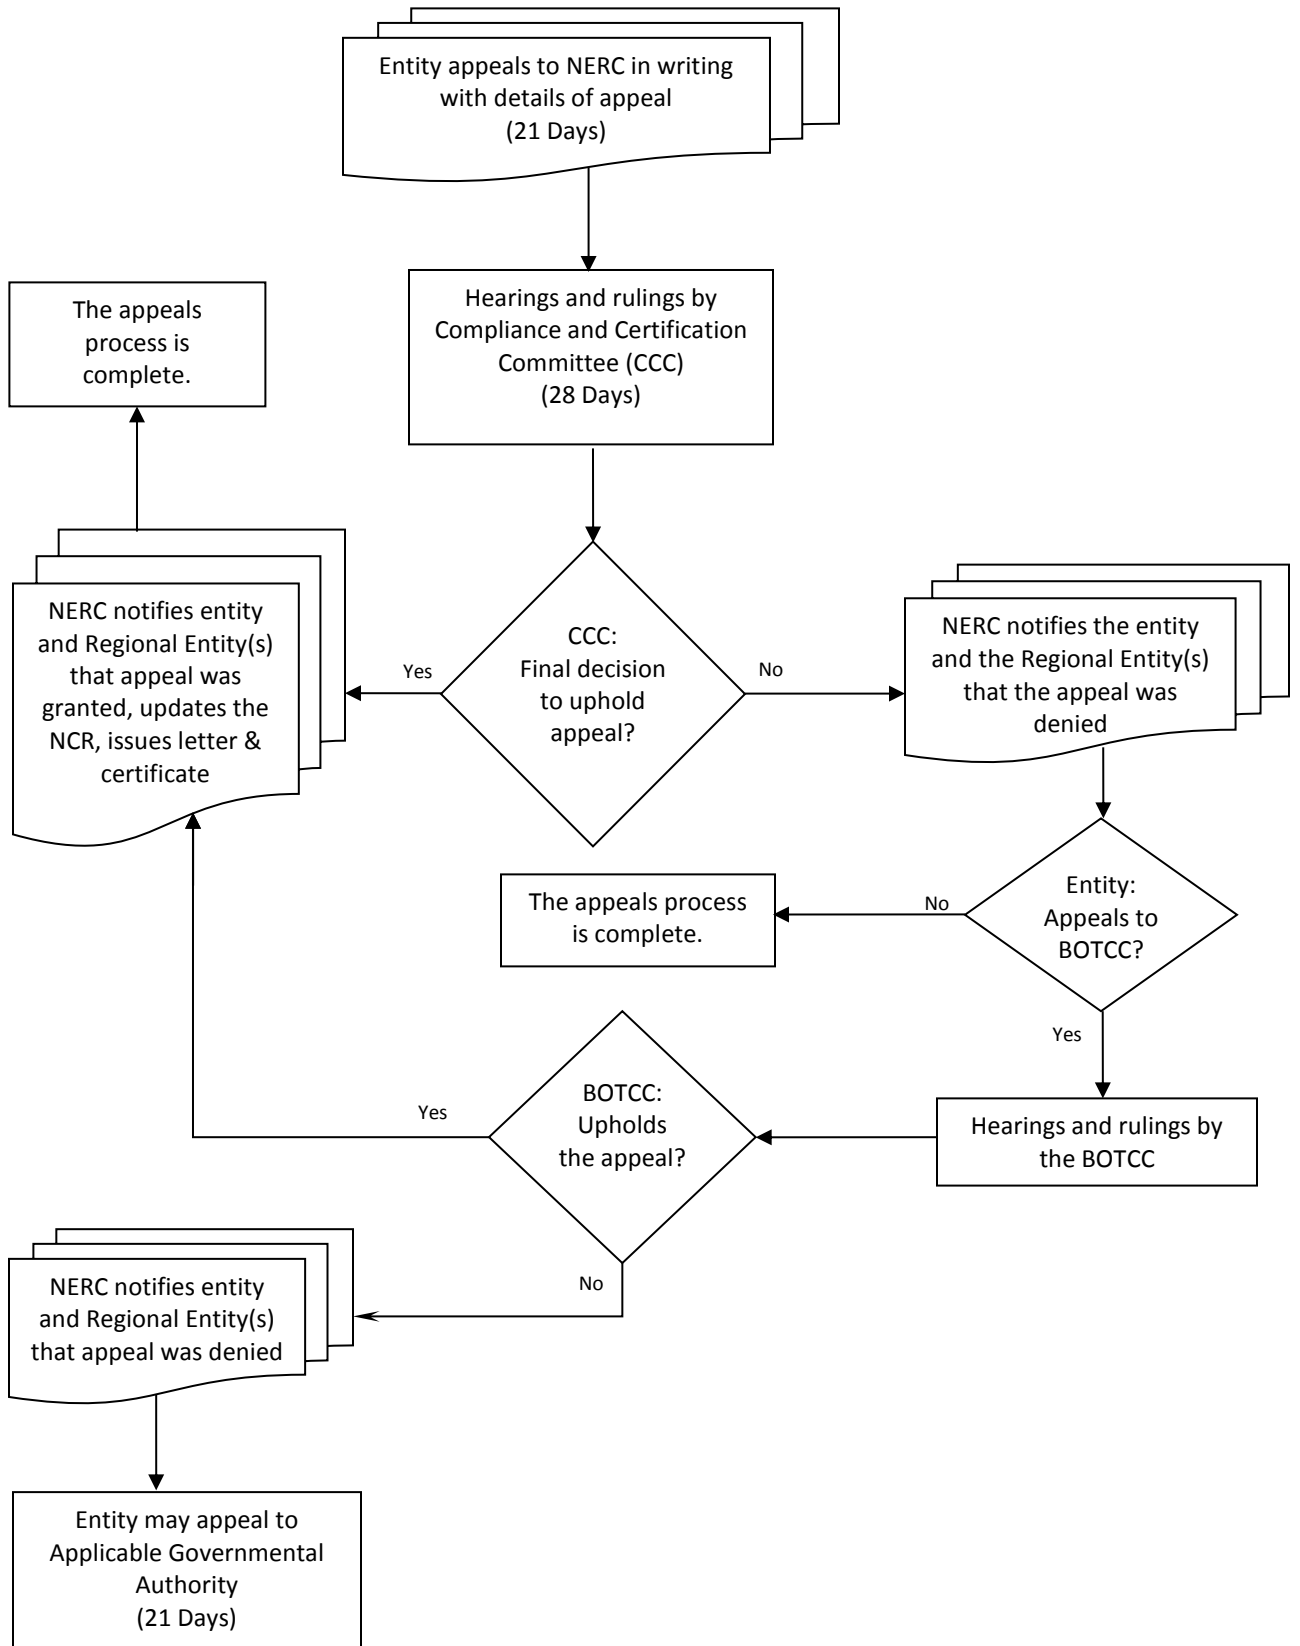 Entity appeals to NERC in writing
with details of appeal
(21 Days)
Hearings and rulings by
Compliance and Certification
Committee (CCC)
(28 Days)
The appeals
process is
complete.
NERC notifies entity
and Regional Entity(s)
that appeal was
granted, updates the
NCR, issues letter &
certificate
Yes
CCC:
Final decision
to uphold
appeal?
No
NERC notifies the entity
and the Regional Entity(s)
that the appeal was
denied
The appeals process
is complete.
No
Entity:
Appeals to
BOTCC?
Yes
Yes
BOTCC:
Upholds
the appeal?
Hearings and rulings by
the BOTCC
No
NERC notifies entity
and Regional Entity(s)
that appeal was denied
Entity may appeal to
Applicable Governmental
Authority
(21 Days)